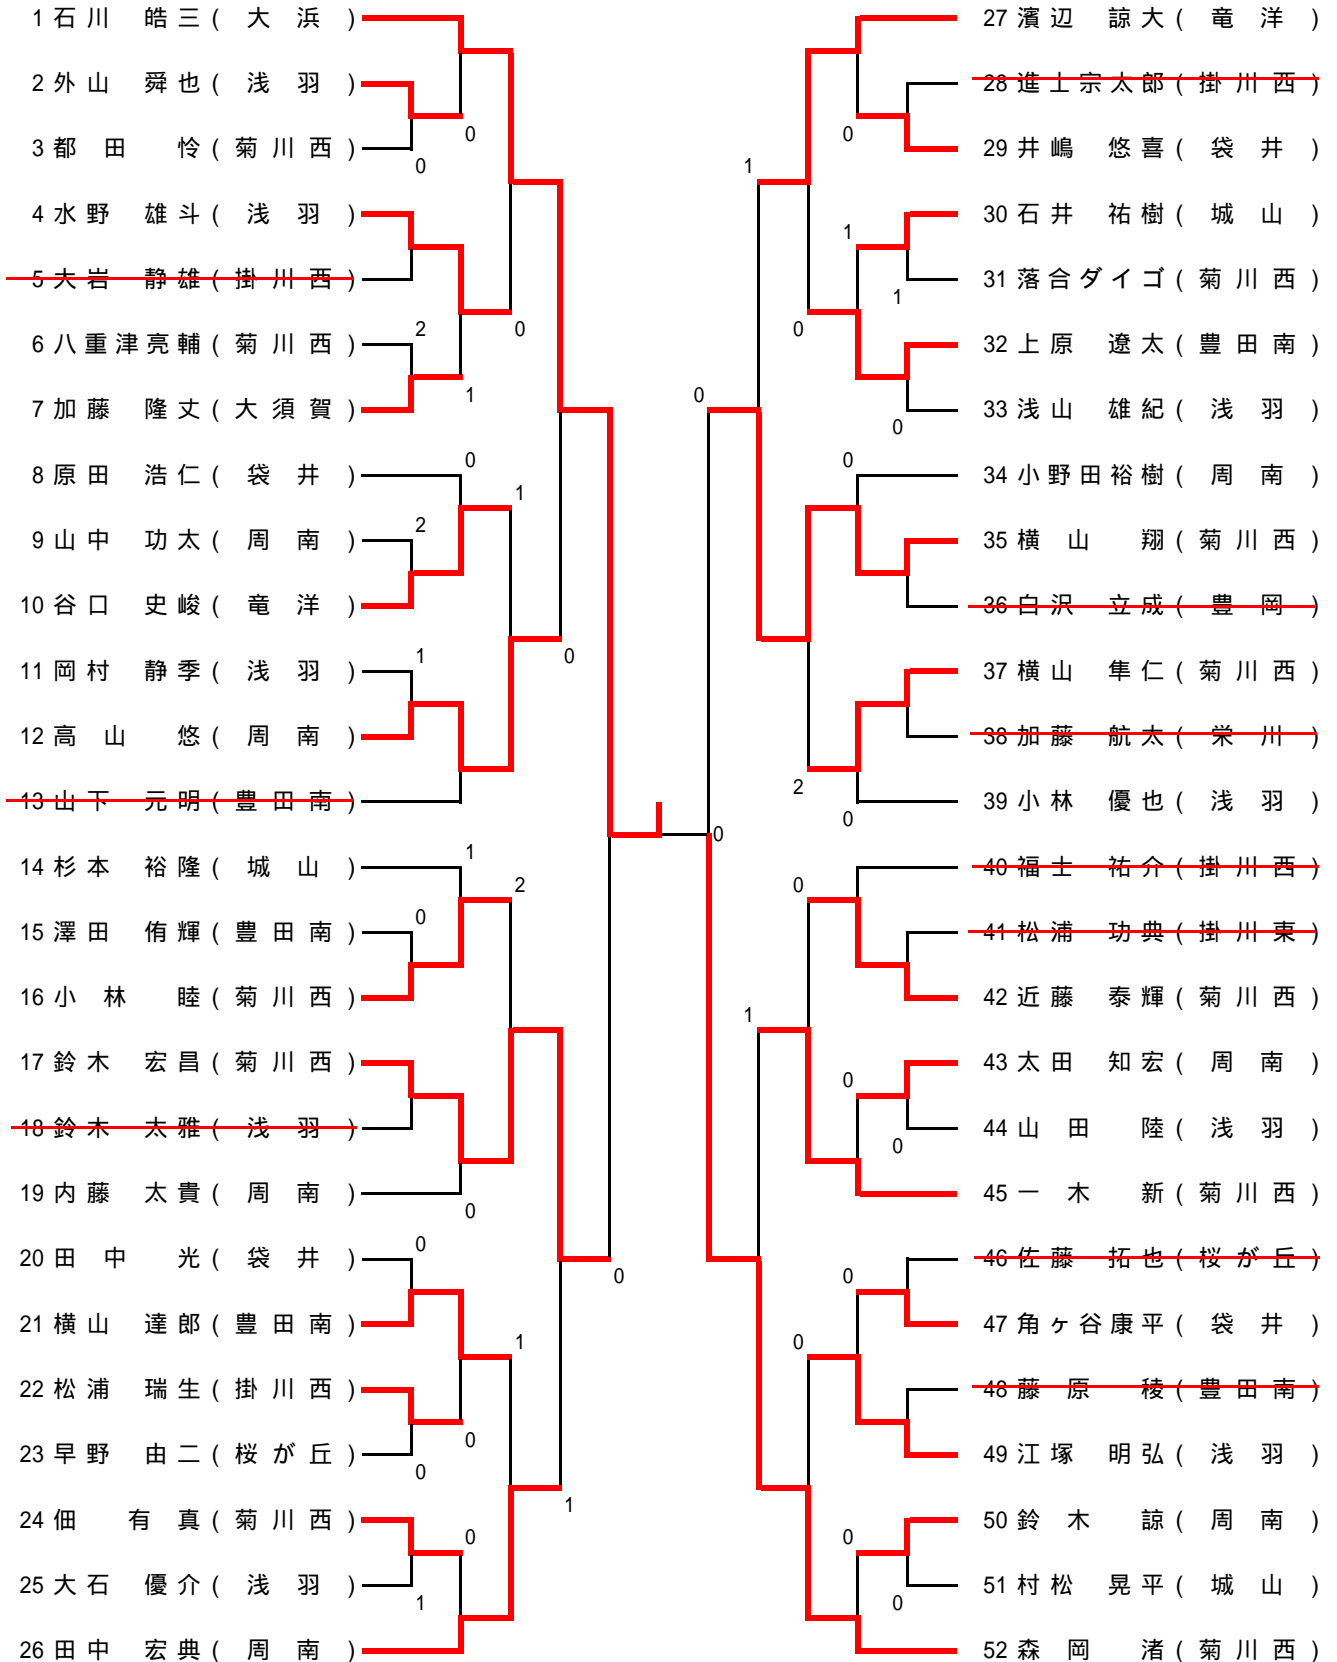 1 石川 皓三 ( 大浜 )
2 外山 舜也 ( 浅羽 )
0
3 都田 怜 ( 菊川西 )
0
4 水野 雄斗 ( 浅羽 )
5 大岩 静雄 ( 掛川西 )
2
0
6 八重津亮輔 ( 菊川西 )
1
7 加藤 隆丈 ( 大須賀 )
0
8 原田 浩仁 ( 袋井 )
1
2
9 山中 功太 ( 周南 )
10 谷口 史峻 ( 竜洋 )
1
0
11 岡村 静季 ( 浅羽 )
12 高山 悠 ( 周南 )
13 山下 元明 ( 豊田南 )
1
14 杉本 裕隆 ( 城山 )
2
0
15 澤田 侑輝 ( 豊田南 )
16 小林 睦 ( 菊川西 )
17 鈴木 宏昌 ( 菊川西 )
18 鈴木 太雅 ( 浅羽 )
19 内藤 太貴 ( 周南 )
0
0
20 田中 光 ( 袋井 )
0
21 横山 達郎 ( 豊田南 )
1
22 松浦 瑞生 ( 掛川西 )
0
23 早野 由二 ( 桜が丘 )
0
1
24 佃 有真 ( 菊川西 )
0
25 大石 優介 ( 浅羽 )
1
26 田中 宏典 ( 周南 )
27 濱辺 諒大 ( 竜洋 )
28 進士宗太郎 ( 掛川西 )
0
29 井嶋 悠喜 ( 袋井 )
1
30 石井 祐樹 ( 城山 )
1
31 落合ダイゴ ( 菊川西 )
1
0
32 上原 遼太 ( 豊田南 )
0
33 浅山 雄紀 ( 浅羽 )
0
0
34 小野田裕樹 ( 周南 )
35 横山 翔 ( 菊川西 )
36 白沢 立成 ( 豊岡 )
37 横山 隼仁 ( 菊川西 )
38 加藤 航太 ( 栄川 )
2
39 小林 優也 ( 浅羽 )
0
0
40 福士 祐介 ( 掛川西 )
0
41 松浦 功典 ( 掛川東 )
42 近藤 泰輝 ( 菊川西 )
1
43 太田 知宏 ( 周南 )
0
44 山田 陸 ( 浅羽 )
0
45 一木 新 ( 菊川西 )
46 佐藤 拓也 ( 桜が丘 )
0
47 角ヶ谷康平 ( 袋井 )
0
48 藤原 稜 ( 豊田南 )
49 江塚 明弘 ( 浅羽 )
50 鈴木 諒 ( 周南 )
0
51 村松 晃平 ( 城山 )
0
52 森岡 渚 ( 菊川西 )